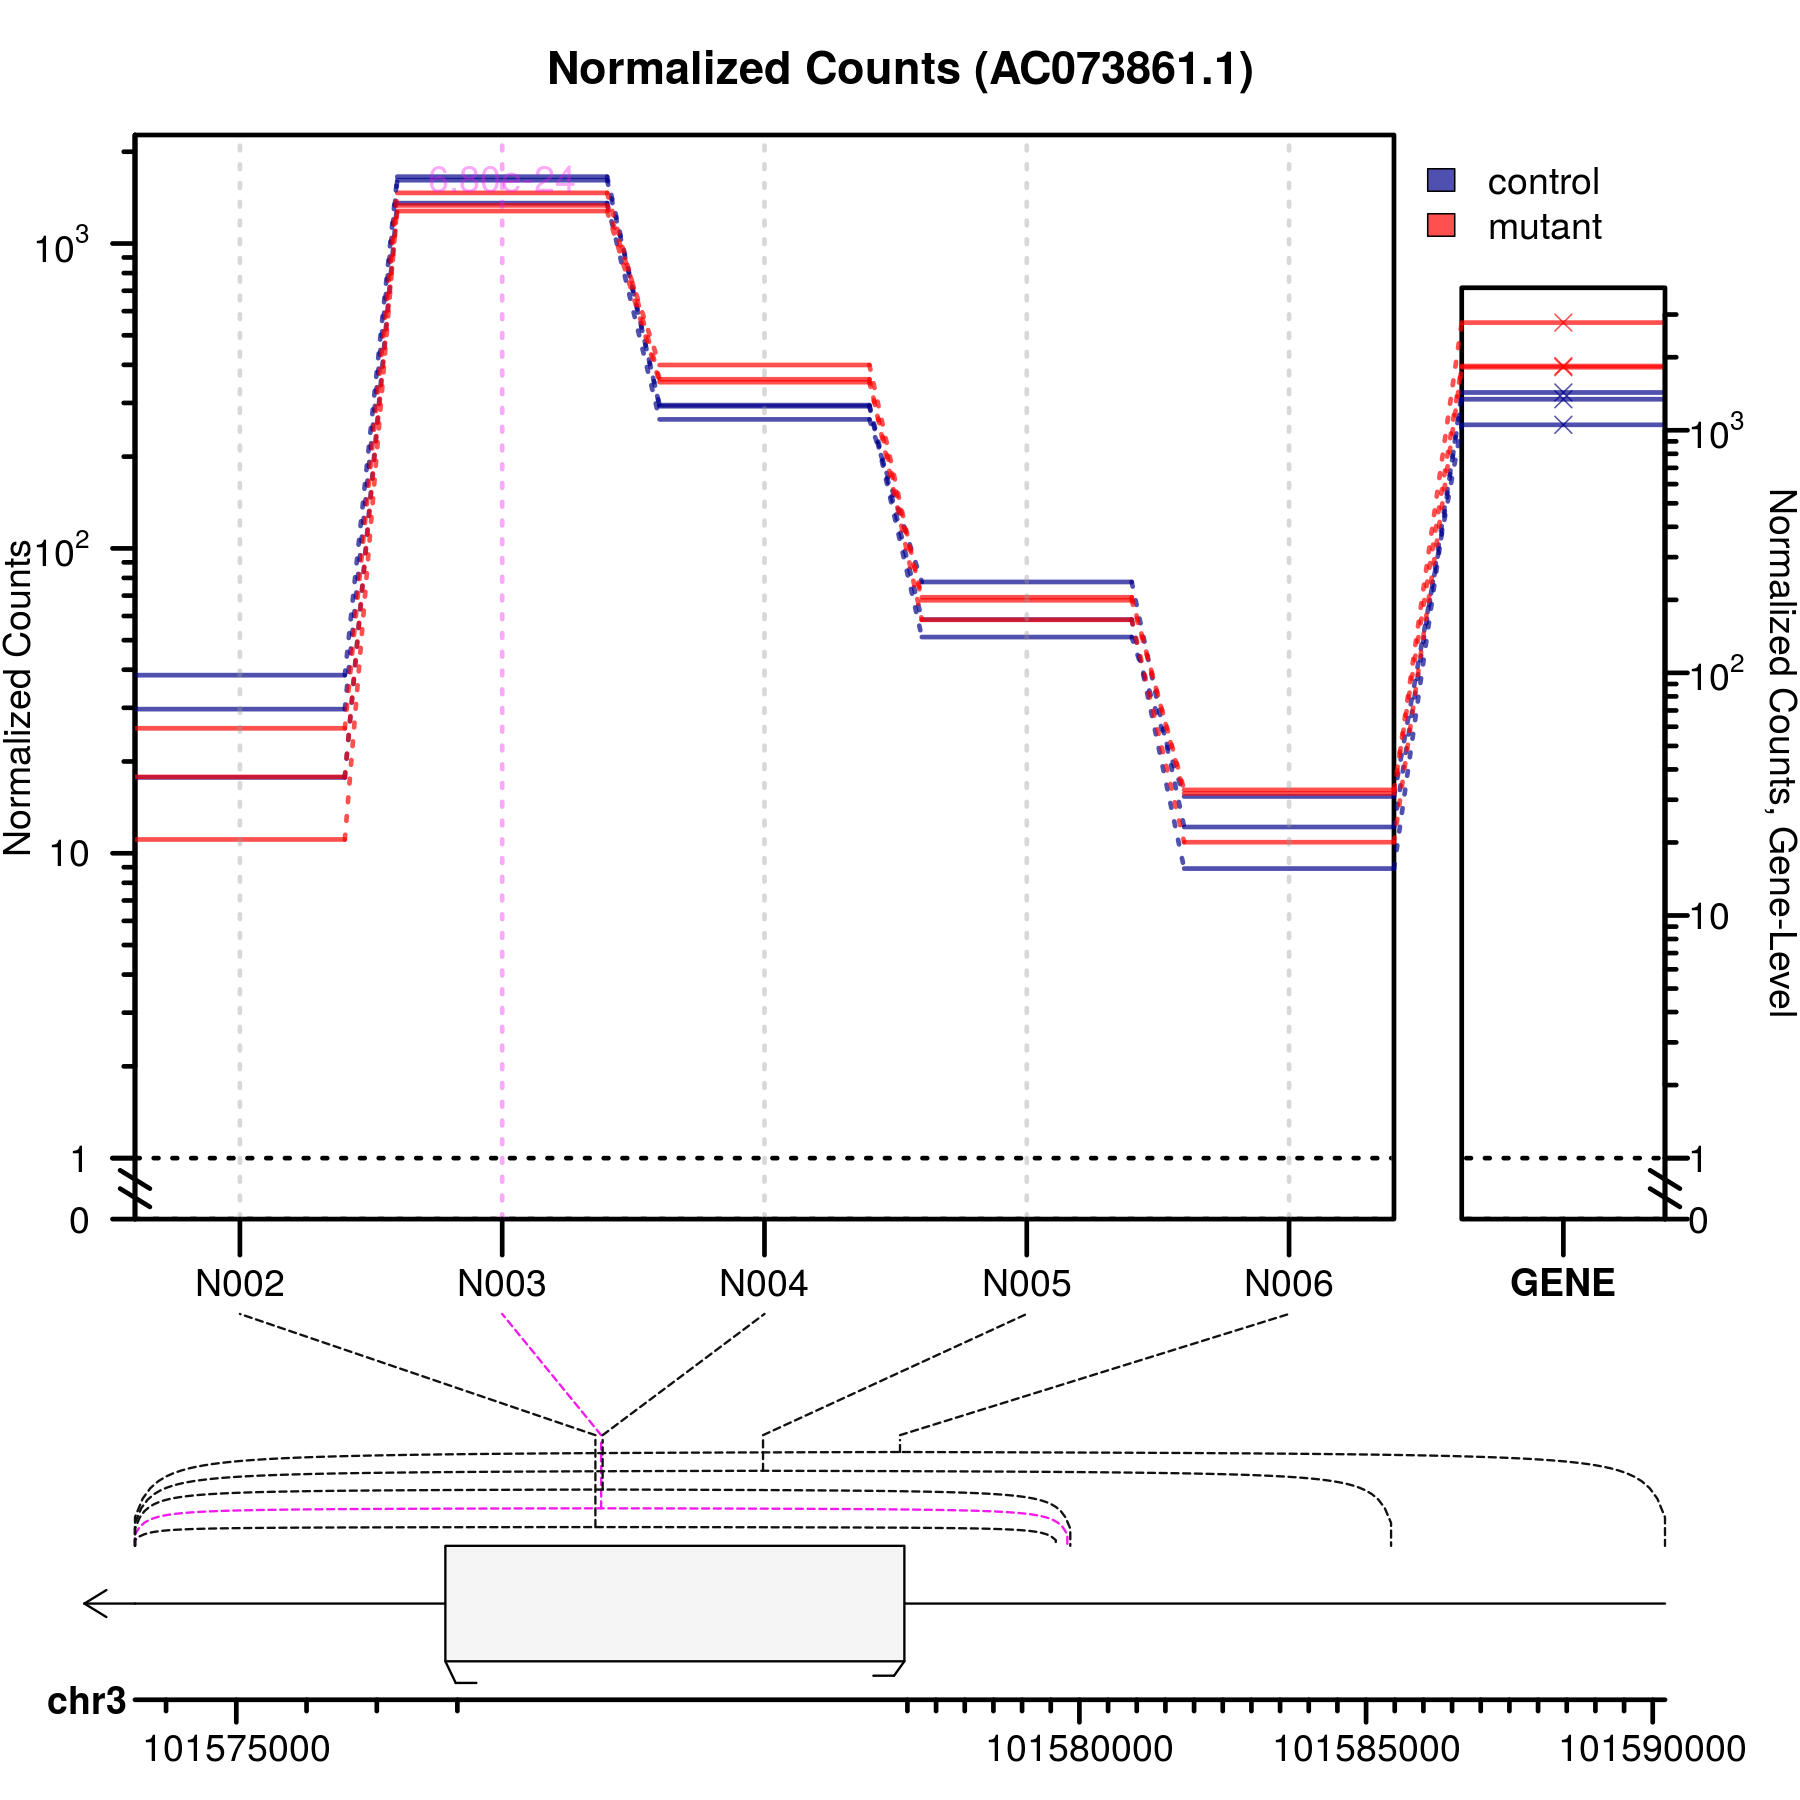 Normalized Counts (AC073861.1)
6.80e-24
control
mutant
10³
10²
10
1
0
Normalized Counts
10³
10²
10
1
0
Normalized Counts, Gene-Level
N002 N003 N004 N005 N006 GENE
chr3
101575000 101580000 101585000 101590000